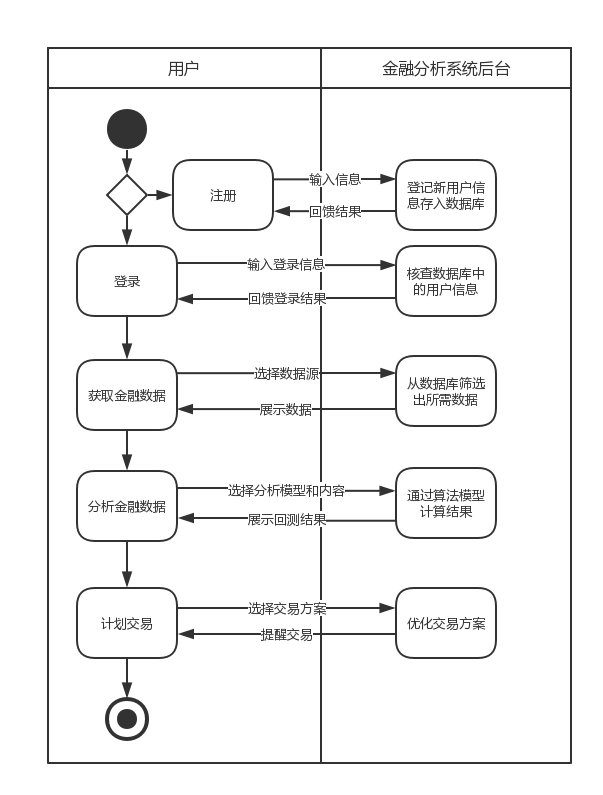 用户
金融分析系统后台
注册
输入信息
回馈结果
登记新用户信
息存入数据库
登录
输入登录信息
回馈登录结果
核查数据库中
的用户信息
获取金融数据
选择数据源
展示数据
从数据库筛选
出所需数据
分析金融数据
选择分析模型和内容
展示回测结果
通过算法模型
计算结果
计划交易
选择交易方案
提醒交易
优化交易方案